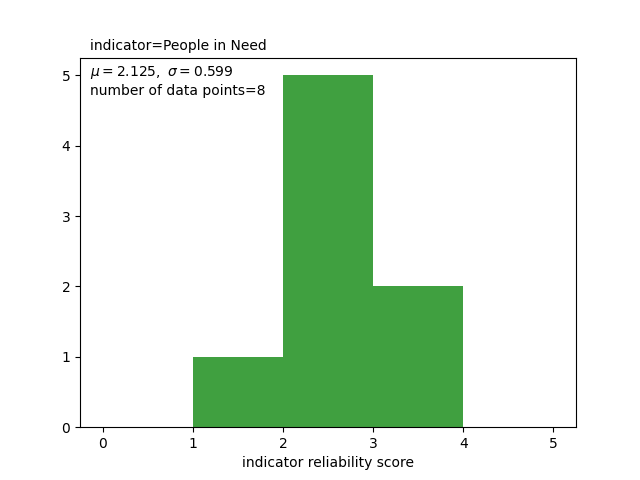 indicator=People in Need
μ = 2.125, σ = 0.599
number of data points=8
5
4
3
2
1
0
0 1 2 3 4 5
indicator reliability score